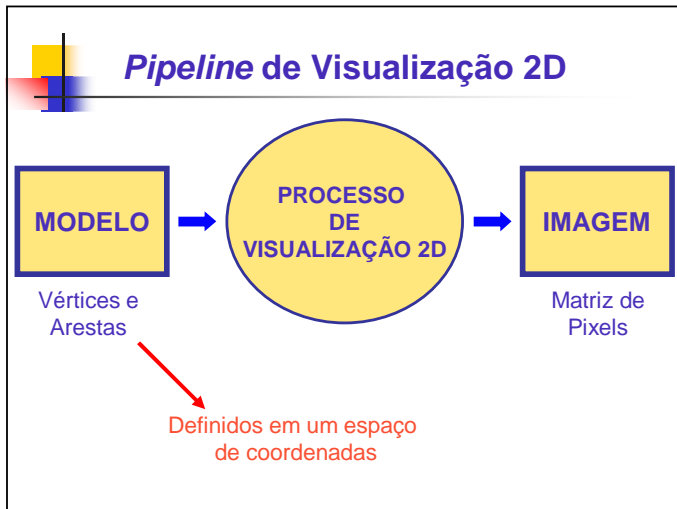 Pipeline de Visualização 2D
MODELO
PROCESSO
DE
VISUALIZAÇÃO 2D
IMAGEM
Vértices e
Arestas
Matriz de
Pixels
Definidos em um espaço
de coordenadas